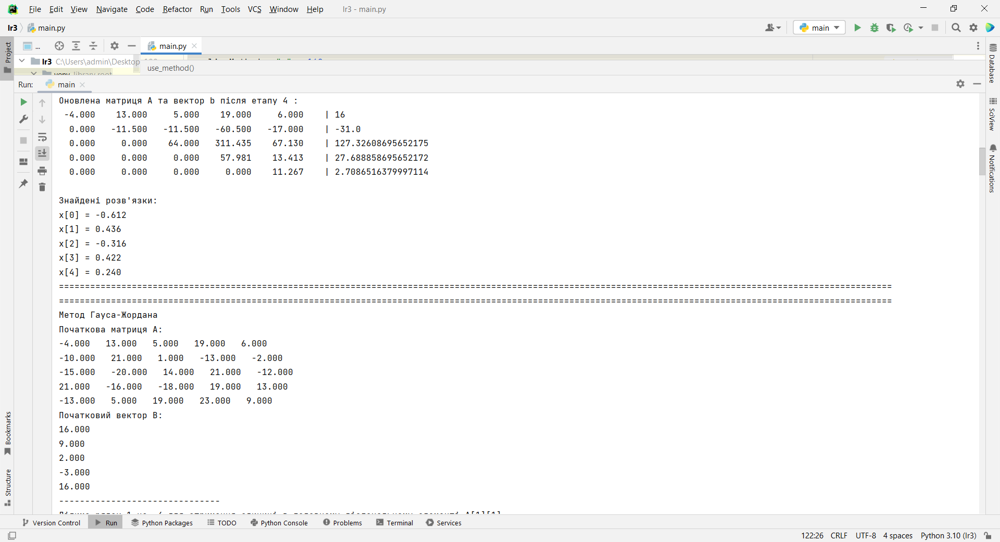 File Edit View Navigate Code Refactor Run Tools VCS Window Help lr3 - main.py
lr3 main.py main
Project ... main.py
lr3 C:\Users\admin\Desktop
use_method()
venv library root
Run: main
Оновлена матриця A та вектор b після етапу 4 :
-4.000 13.000 5.000 19.000 6.000 | 16
0.000 -11.500 -11.500 -60.500 -17.000 | -31.0
0.000 0.000 64.000 311.435 67.130 | 127.32608695652175
0.000 0.000 0.000 57.981 13.413 | 27.688858695652172
0.000 0.000 0.000 0.000 11.267 | 2.7086516379997114
Знайдені розв'язки:
x[0] = -0.612
x[1] = 0.436
x[2] = -0.316
x[3] = 0.422
x[4] = 0.240
================================================================================================================================================================
================================================================================================================================================================
Метод Гауса-Жордана
Початкова матриця A:
-4.000 13.000 5.000 19.000 6.000
-10.000 21.000 1.000 -13.000 -2.000
-15.000 -20.000 14.000 21.000 -12.000
21.000 -16.000 -18.000 19.000 13.000
-13.000 5.000 19.000 23.000 9.000
Початковий вектор B:
16.000
9.000
2.000
-3.000
16.000
-------------------------------
Database
SciView
Notifications
Bookmarks
Structure
Version Control Run Python Packages TODO Python Console Problems Terminal Services
122:26 CRLF UTF-8 4 spaces Python 3.10 (lr3)